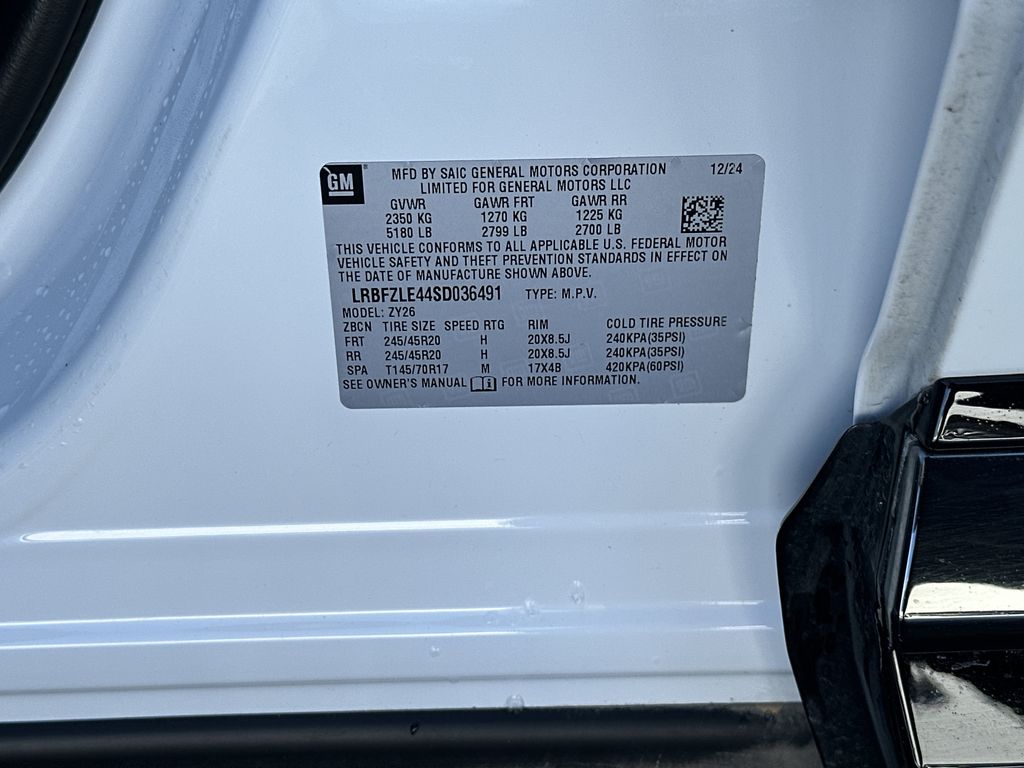 GM
MFD BY SAIC GENERAL MOTORS CORPORATION 12/24
LIMITED FOR GENERAL MOTORS LLC
GVWR GAWR FRT GAWR RR
2350 KG 1270 KG 1225 KG
5180 LB 2799 LB 2700 LB
THIS VEHICLE CONFORMS TO ALL APPLICABLE U.S. FEDERAL MOTOR
VEHICLE SAFETY AND THEFT PREVENTION STANDARDS IN EFFECT ON
THE DATE OF MANUFACTURE SHOWN ABOVE.
LRBFZLE44SD036491 TYPE: M.P.V.
MODEL: ZY26
ZBCN TIRE SIZE SPEED RTG RIM COLD TIRE PRESSURE
FRT 245/45R20 H 20X8.5J 240KPA(35PSI)
RR 245/45R20 H 20X8.5J 240KPA(35PSI)
SPA T145/70R17 M 17X4B 420KPA(60PSI)
SEE OWNER'S MANUAL FOR MORE INFORMATION.